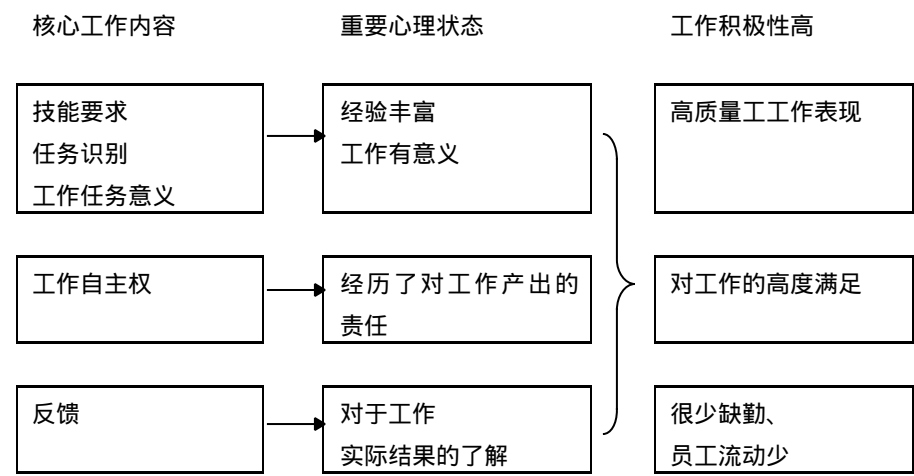 核心工作内容
重要心理状态
工作积极性高
技能要求
任务识别
工作任务意义
经验丰富
工作有意义
高质量工工作表现
工作自主权
经历了对工作产出的
责任
对工作的高度满足
反馈
对于工作
实际结果的了解
很少缺勤、
员工流动少